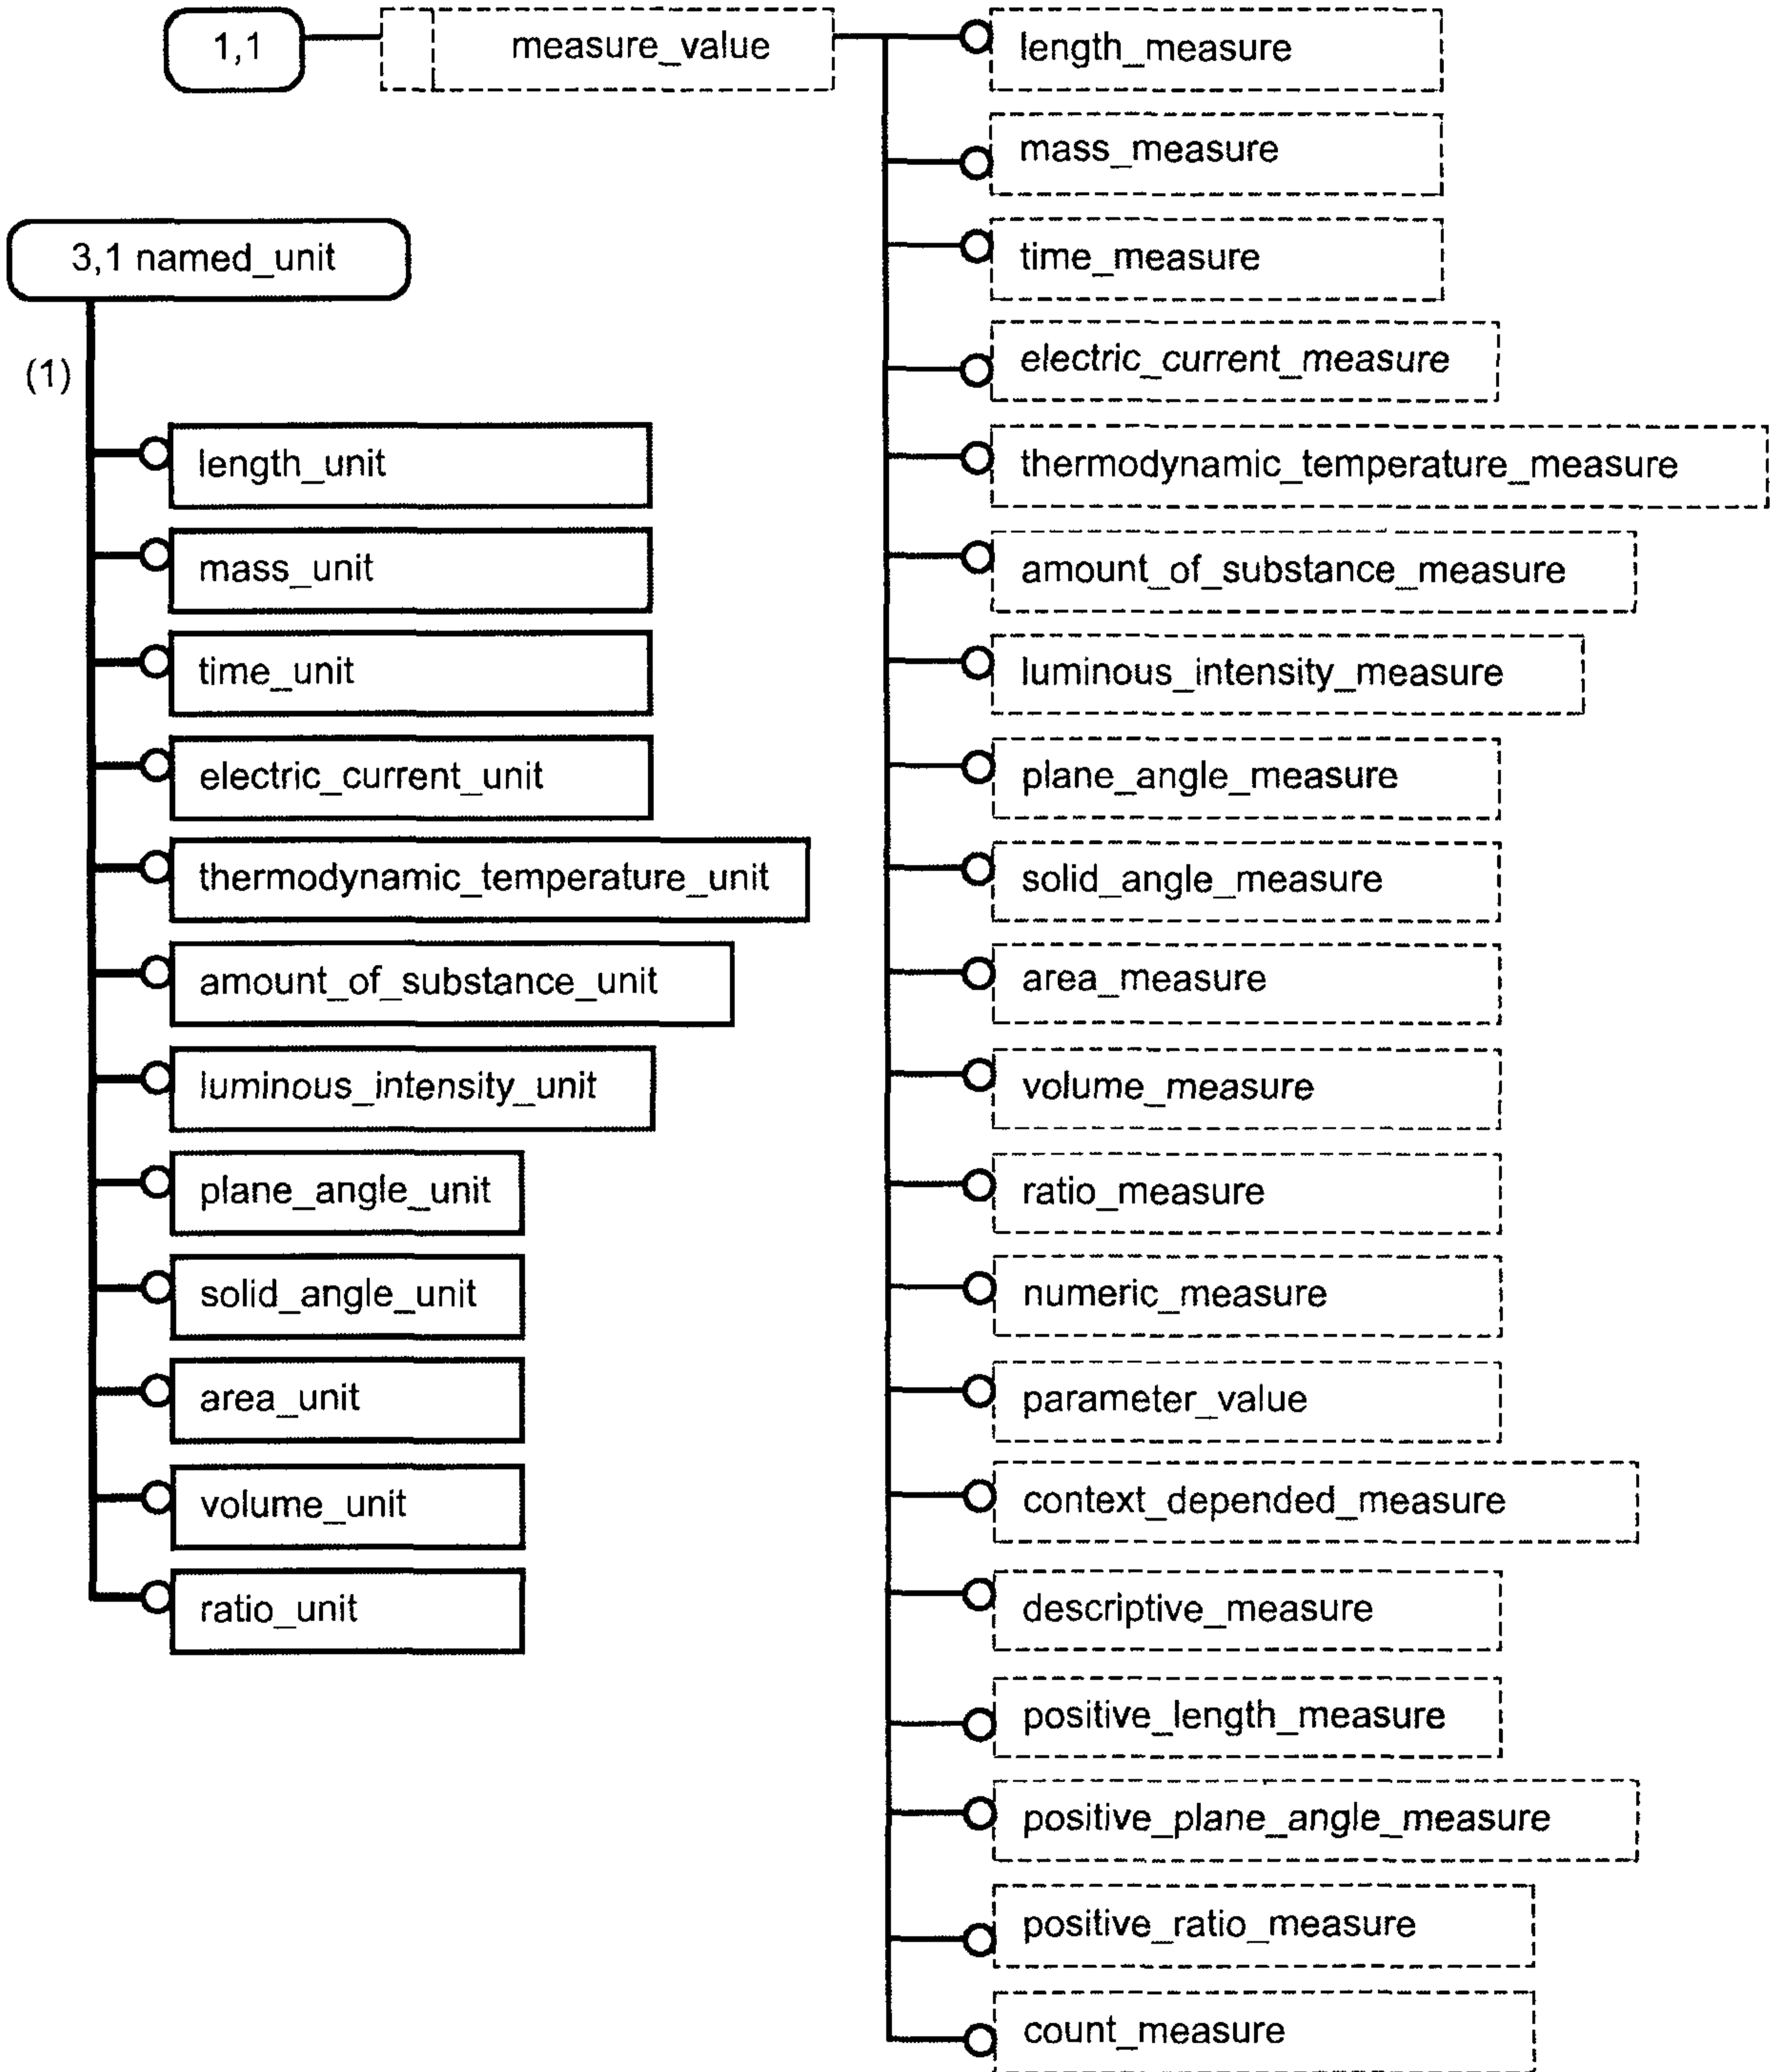 1,1
measure_value
length_measure
mass_measure
time_measure
electric_current_measure
thermodynamic_temperature_measure
amount_of_substance_measure
luminous_intensity_measure
plane_angle_measure
solid_angle_measure
area_measure
volume_measure
ratio_measure
numeric_measure
parameter_value
context_depended_measure
descriptive_measure
positive_length_measure
positive_plane_angle_measure
positive_ratio_measure
count_measure
3,1 named_unit
(1)
length_unit
mass_unit
time_unit
electric_current_unit
thermodynamic_temperature_unit
amount_of_substance_unit
luminous_intensity_unit
plane_angle_unit
solid_angle_unit
area_unit
volume_unit
ratio_unit